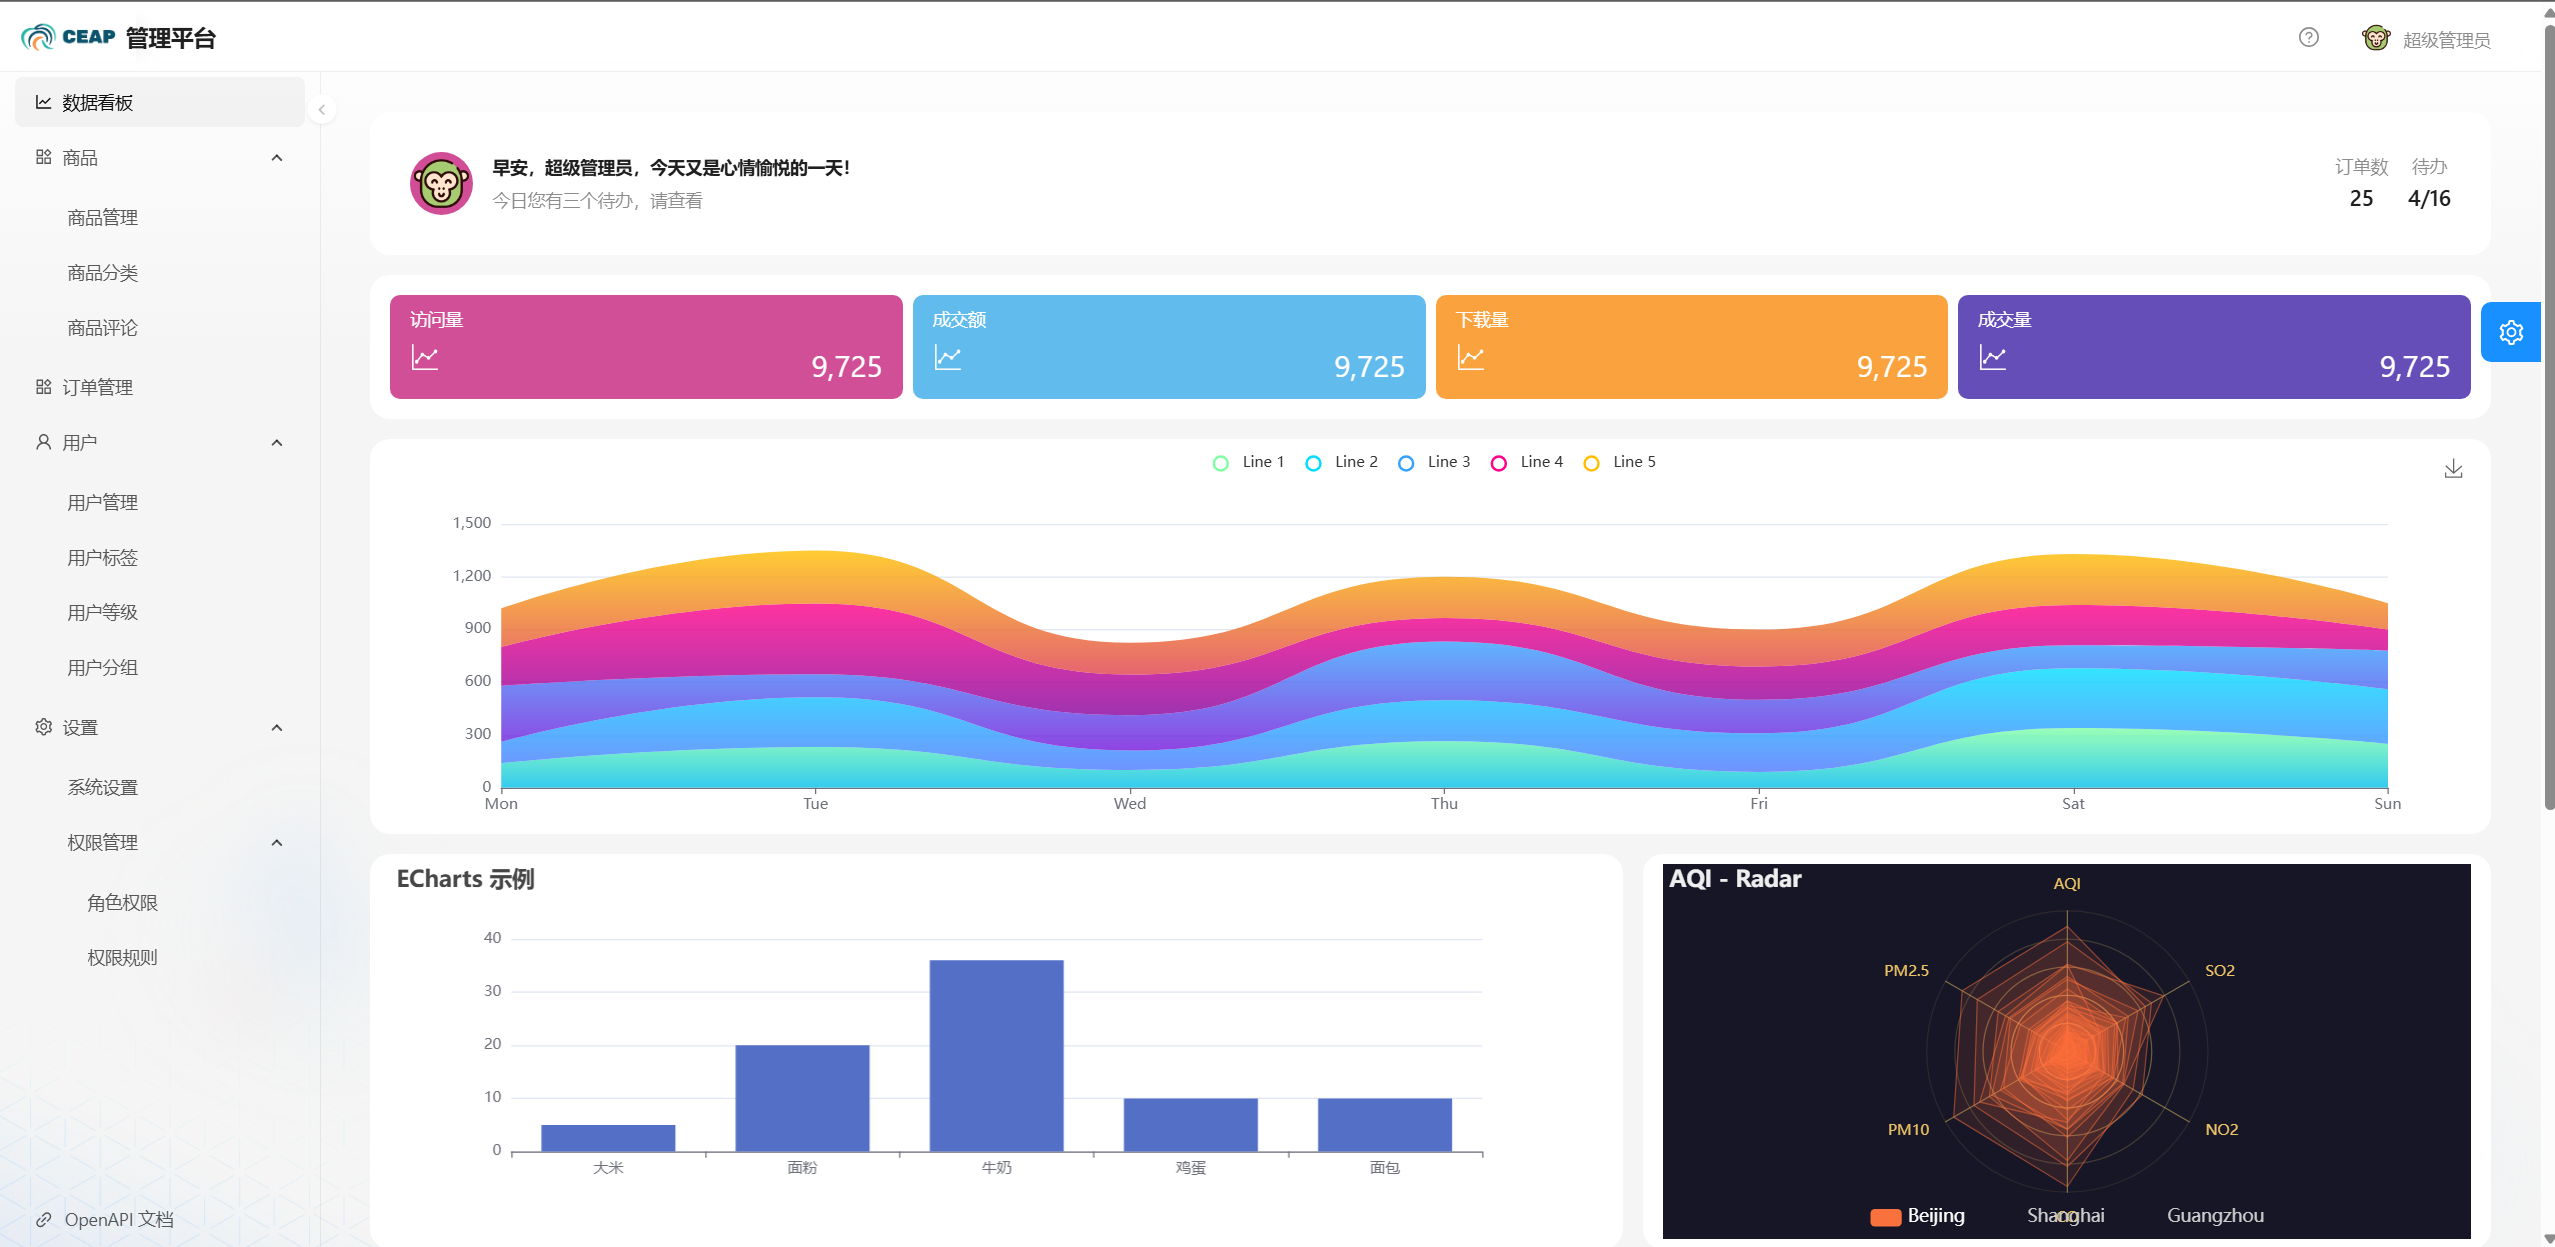 CEAP 管理平台
超级管理员
数据看板
商品
商品管理
商品分类
商品评论
订单管理
用户
用户管理
用户标签
用户等级
用户分组
设置
系统设置
权限管理
角色权限
权限规则
OpenAPI 文档
早安，超级管理员，今天又是心情愉悦的一天！
今日您有三个待办，请查看
订单数 待办
25 4/16
访问量
9,725
成交额
9,725
下载量
9,725
成交量
9,725
Line 1 Line 2 Line 3 Line 4 Line 5
1,500
1,200
900
600
300
0
Mon Tue Wed Thu Fri Sat Sun
ECharts 示例
40
30
20
10
0
大米 面粉 牛奶 鸡蛋 面包
AQI - Radar
AQI
PM2.5 SO2
PM10 NO2
CO
Beijing Shanghai Guangzhou